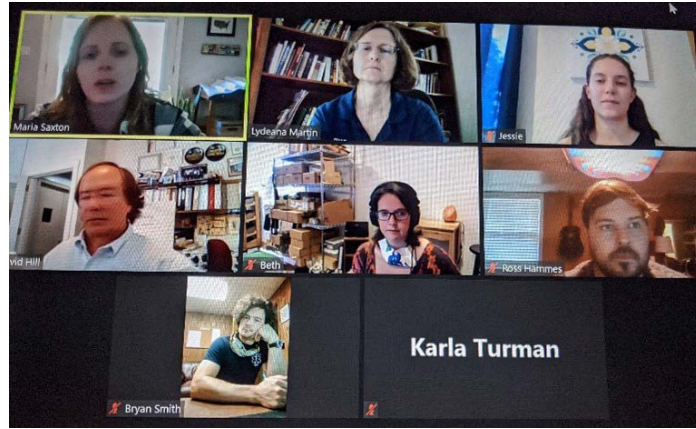 Maria Saxton
Lydeana Martin
Jessie
vid Hill
Beth
Ross Hammes
Bryan Smith
Karla Turman